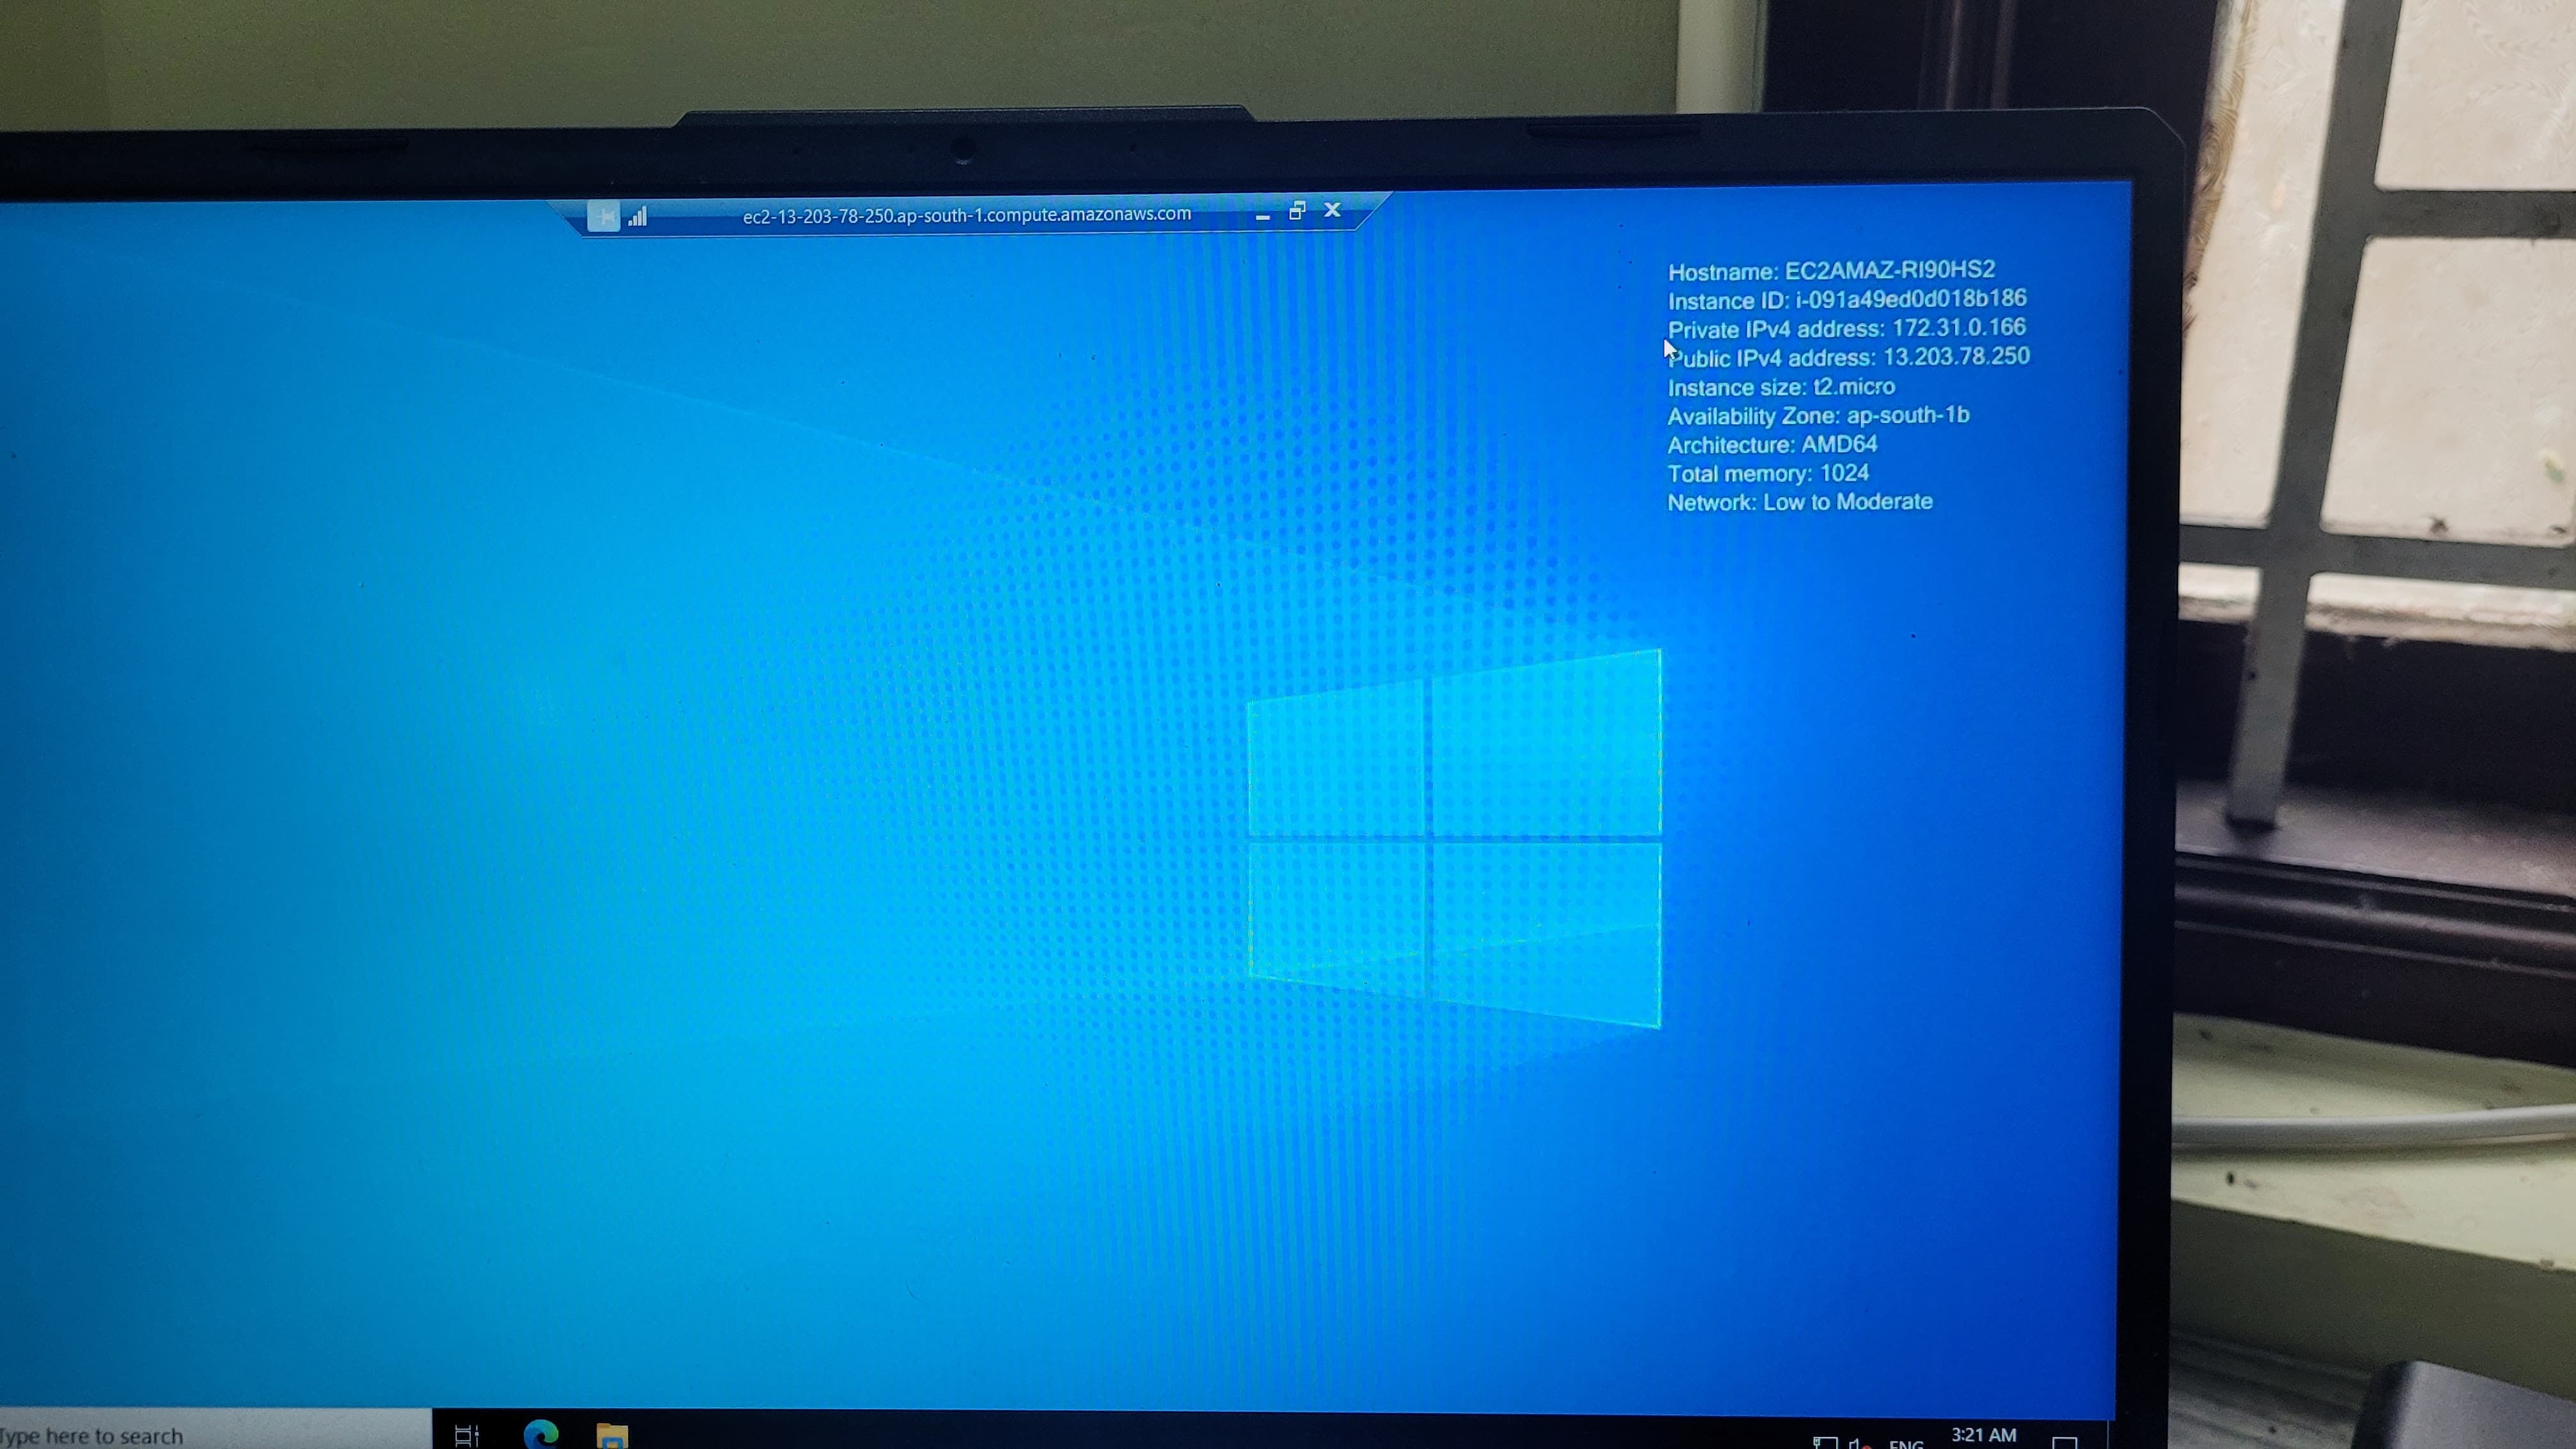 ec2-13-203-78-250.ap-south-1.compute.amazonaws.com
Hostname: EC2AMAZ-RI90HS2
Instance ID: i-091a49ed0d018b186
Private IPv4 address: 172.31.0.166
Public IPv4 address: 13.203.78.250
Instance size: t2.micro
Availability Zone: ap-south-1b
Architecture: AMD64
Total memory: 1024
Network: Low to Moderate
Type here to search
ENG
3:21 AM